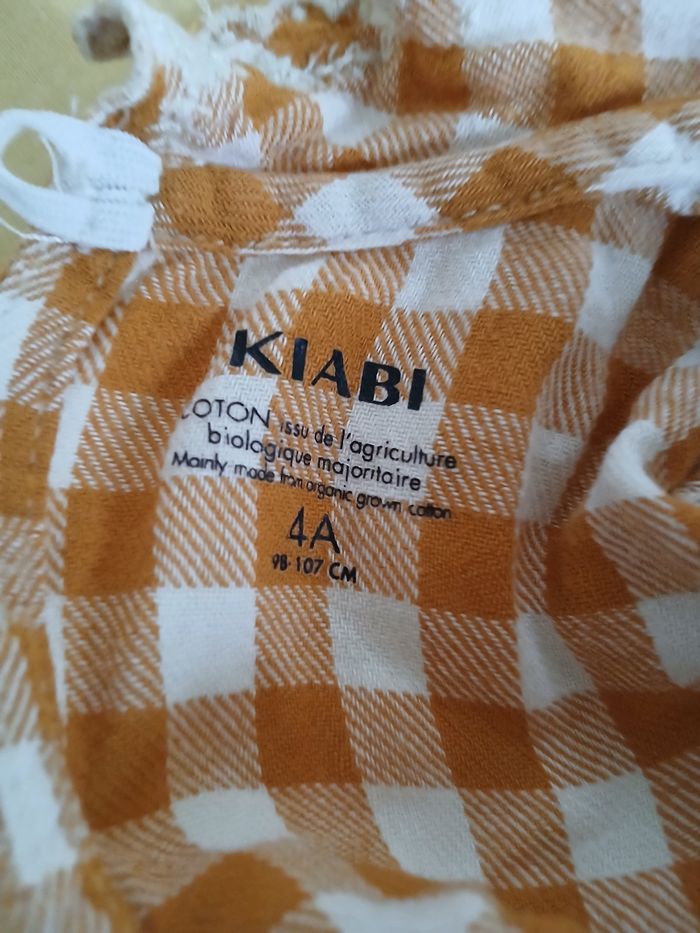 KIABI
COTON issu de l'agriculture
biologique majoritaire
Mainly made from organic grown cotton
4A
98-107 CM